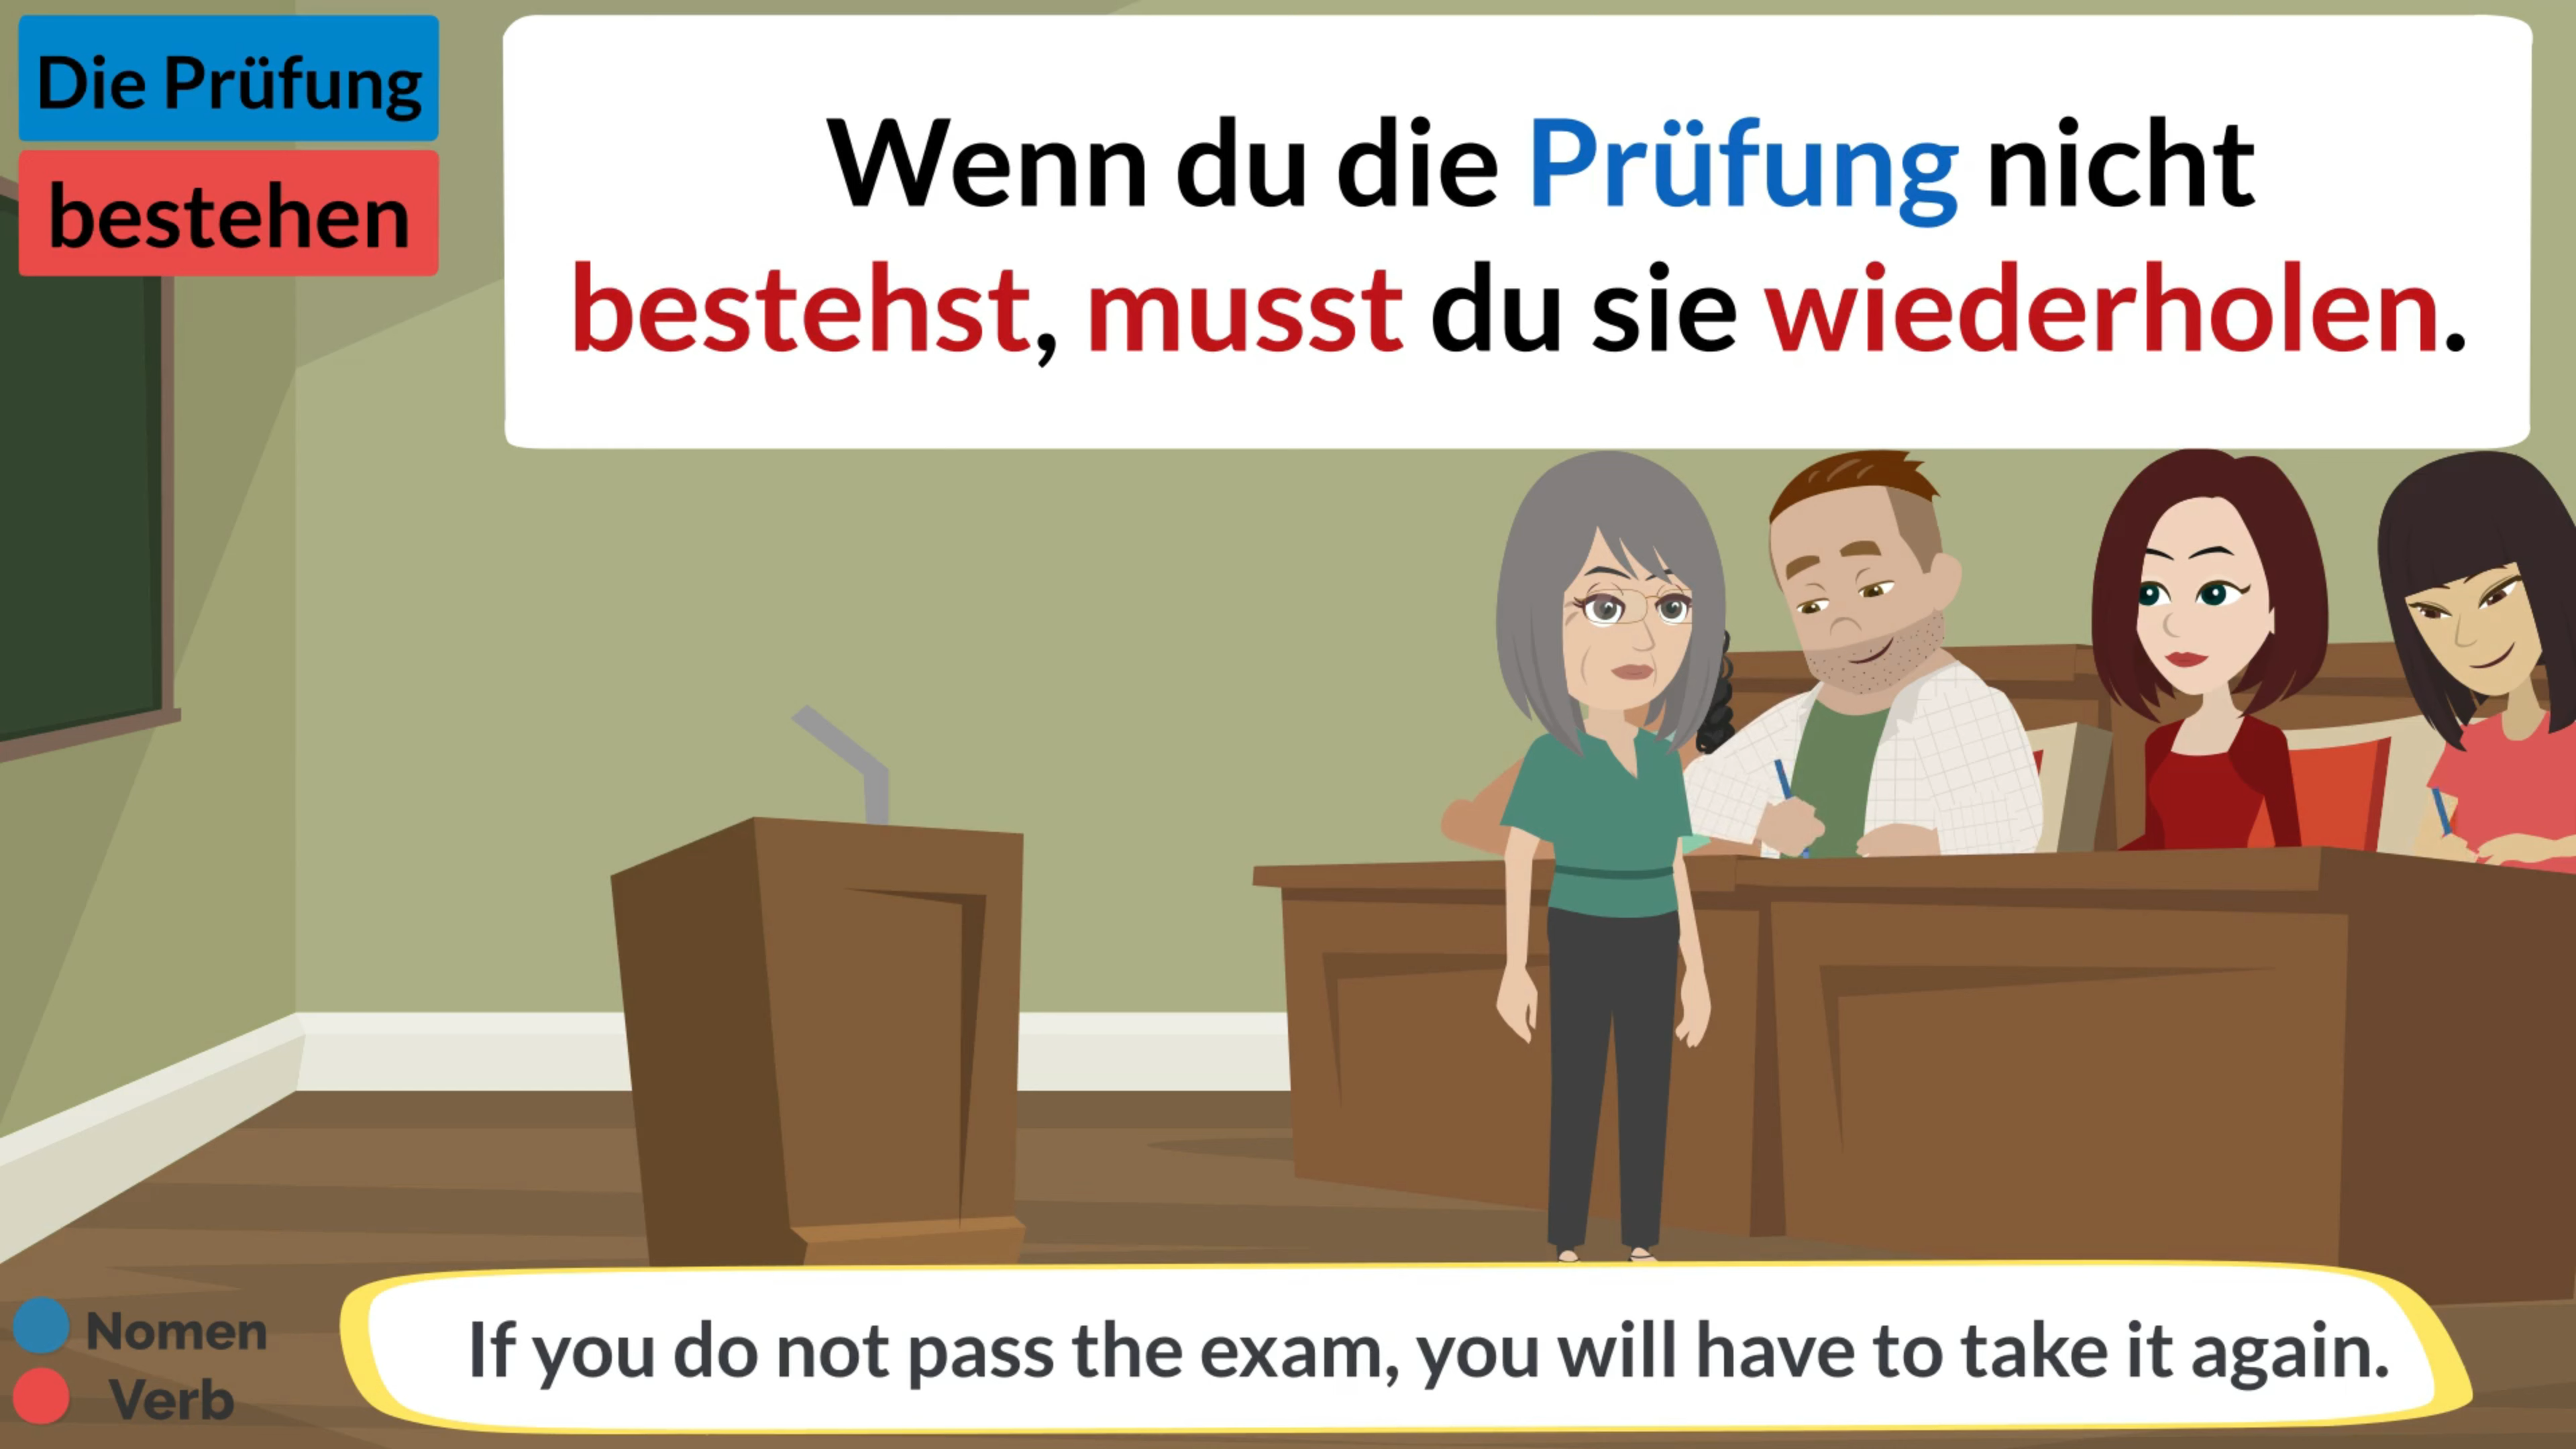 Die Prüfung
bestehen
Wenn du die Prüfung nicht
bestehst, musst du sie wiederholen.
Nomen
Verb
If you do not pass the exam, you will have to take it again.